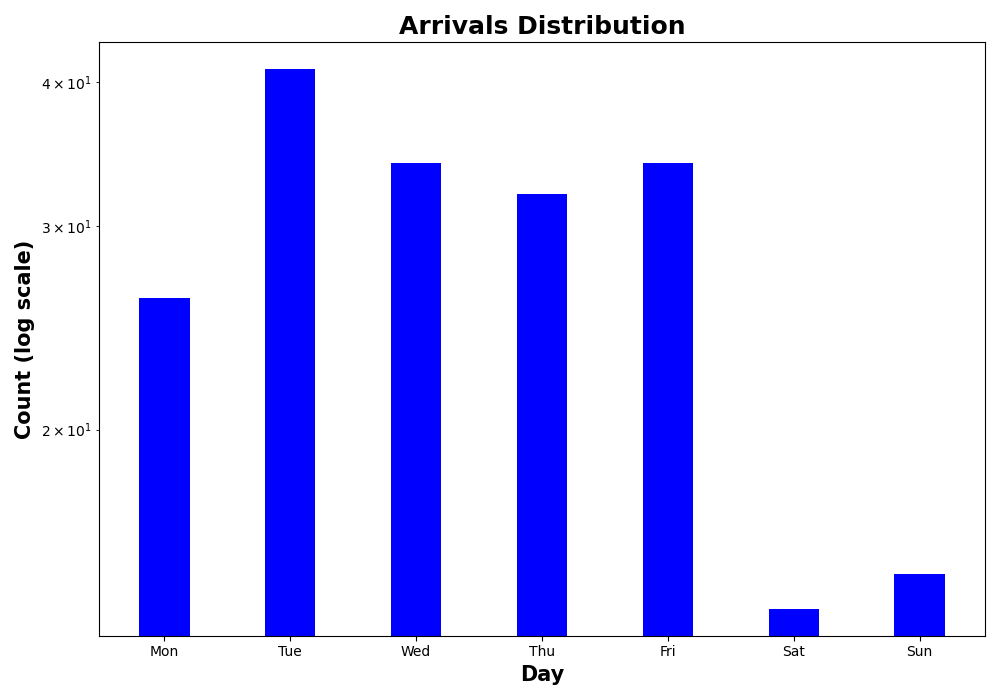 Arrivals Distribution
4 × 10¹
3 × 10¹
2 × 10¹
Count (log scale)
Mon Tue Wed Thu Fri Sat Sun
Day